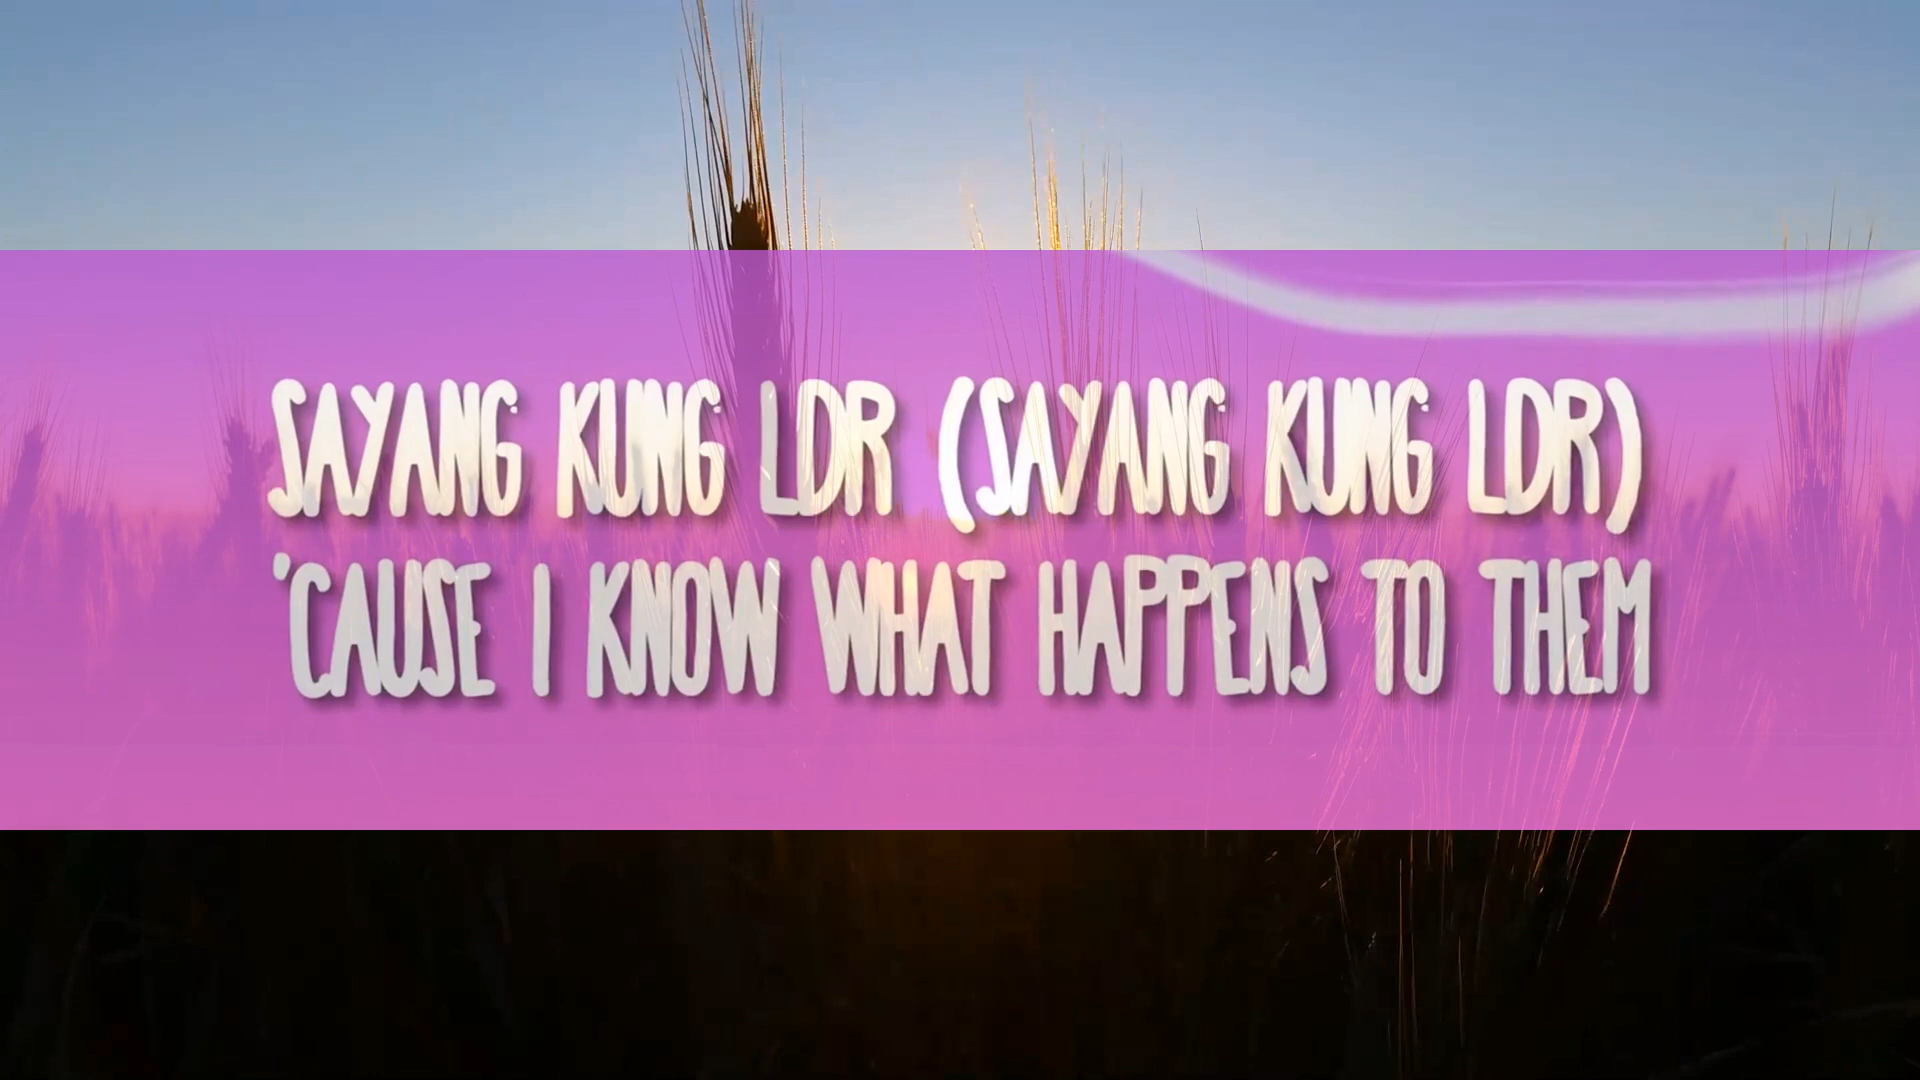 SAYANG KUNG LDR (SAYANG KUNG LDR)
'CAUSE I KNOW WHAT HAPPENS TO THEM